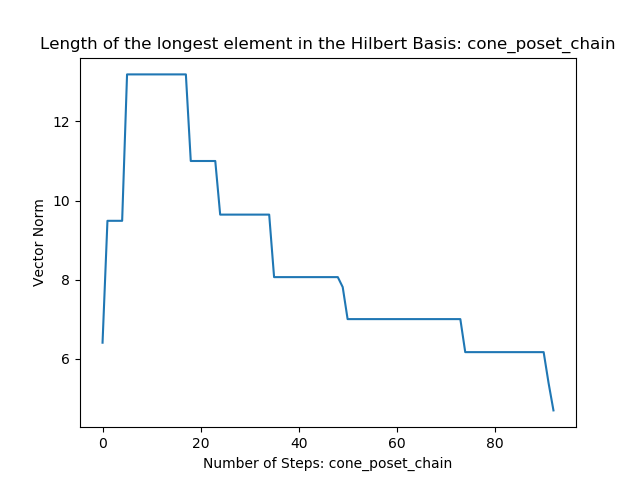 Length of the longest element in the Hilbert Basis: cone_poset_chain
12
10
8
6
Vector Norm
0 20 40 60 80
Number of Steps: cone_poset_chain